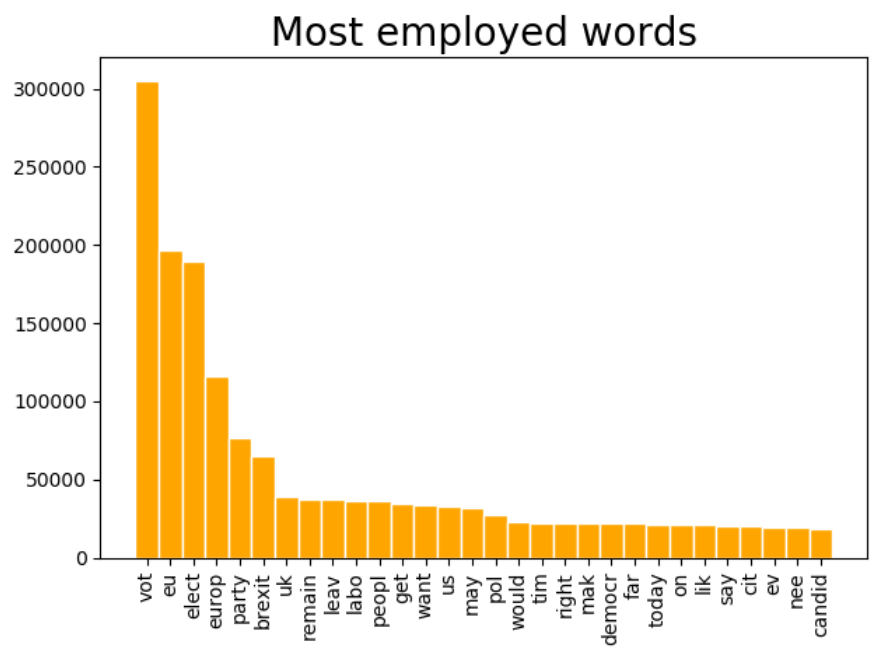 Most employed words
300000
250000
200000
150000
100000
50000
0
vot
eu
elect
europ
party
brexit
uk
remain
leav
labo
peopl
get
want
us
may
pol
would
tim
right
mak
democr
far
today
on
lik
say
cit
ev
nee
candid